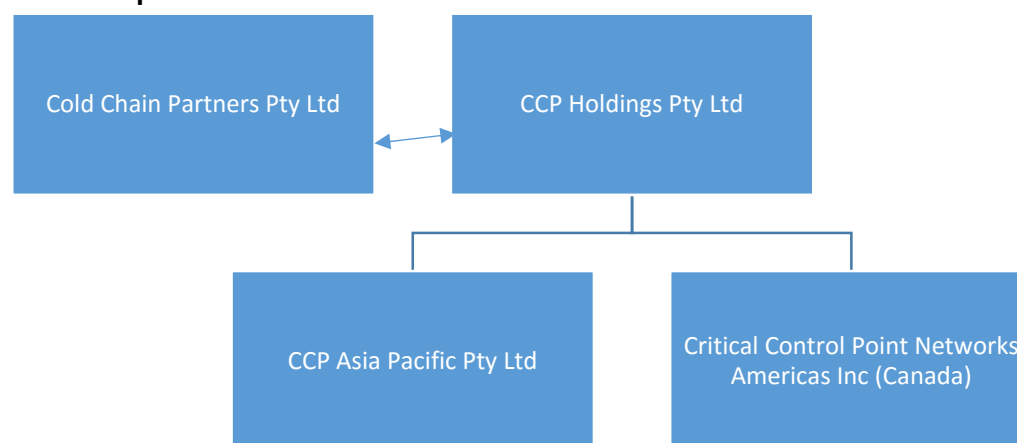 Cold Chain Partners Pty Ltd
CCP Holdings Pty Ltd
CCP Asia Pacific Pty Ltd
Critical Control Point Networks
Americas Inc (Canada)